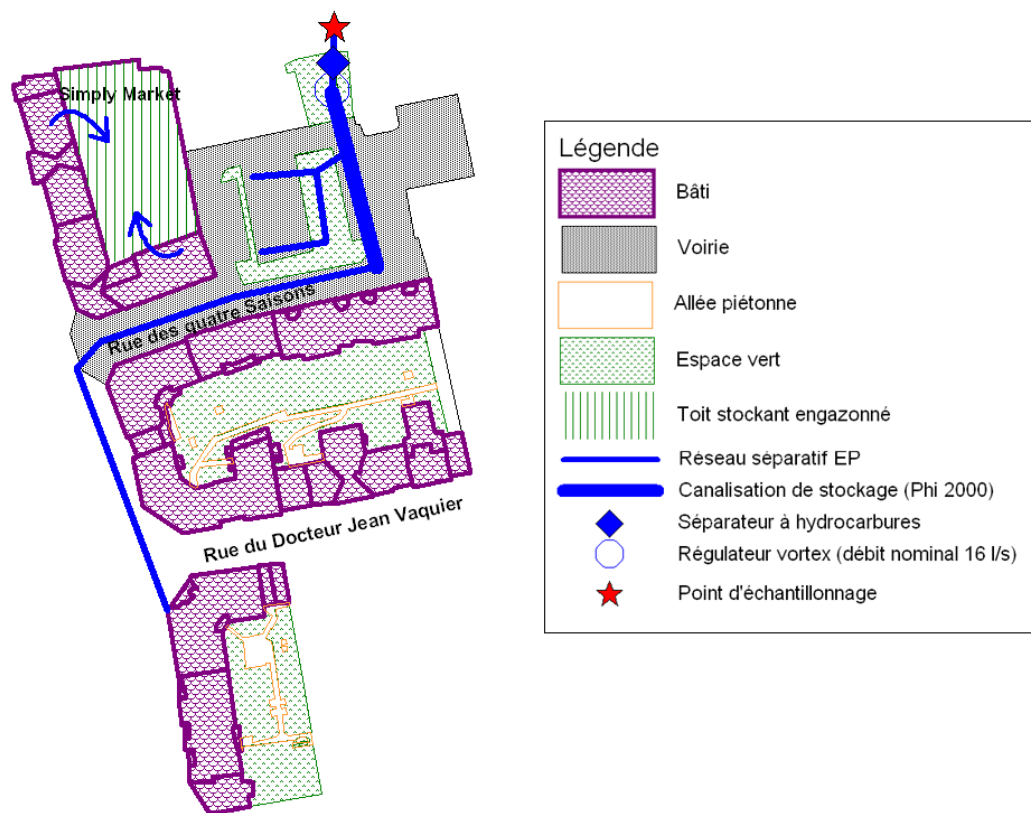 Simply Market
Rue des quatre Saisons
Rue du Docteur Jean Vaquier
Légende
Bâti
Voirie
Allée piétonne
Espace vert
Toit stockant engazonné
Réseau séparatif EP
Canalisation de stockage (Phi 2000)
Séparateur à hydrocarbures
Régulateur vortex (débit nominal 16 l/s)
Point d'échantillonnage